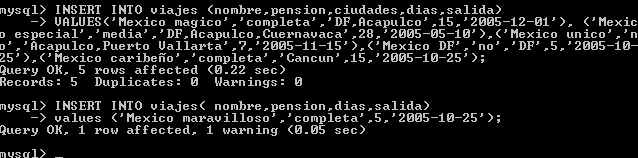 mysql> INSERT INTO viajes (nombre,pension,ciudades,dias,salida)
    -> VALUES('Mexico magico','completa','DF,Acapulco',15,'2005-12-01'), ('Mexic
o especial','media','DF,Acapulco,Cuernavaca',28,'2005-05-10'),('Mexico unico','n
o','Acapulco,Puerto Vallarta',7,'2005-11-15'),('Mexico DF','no','DF',5,'2005-10-
25'),('Mexico caribeño','completa','Cancun',15,'2005-10-25');
Query OK, 5 rows affected (0.22 sec)
Records: 5  Duplicates: 0  Warnings: 0
mysql> INSERT INTO viajes( nombre,pension,dias,salida)
    -> values ('Mexico maravilloso','completa',5,'2005-10-25');
Query OK, 1 row affected, 1 warning (0.05 sec)
mysql> _